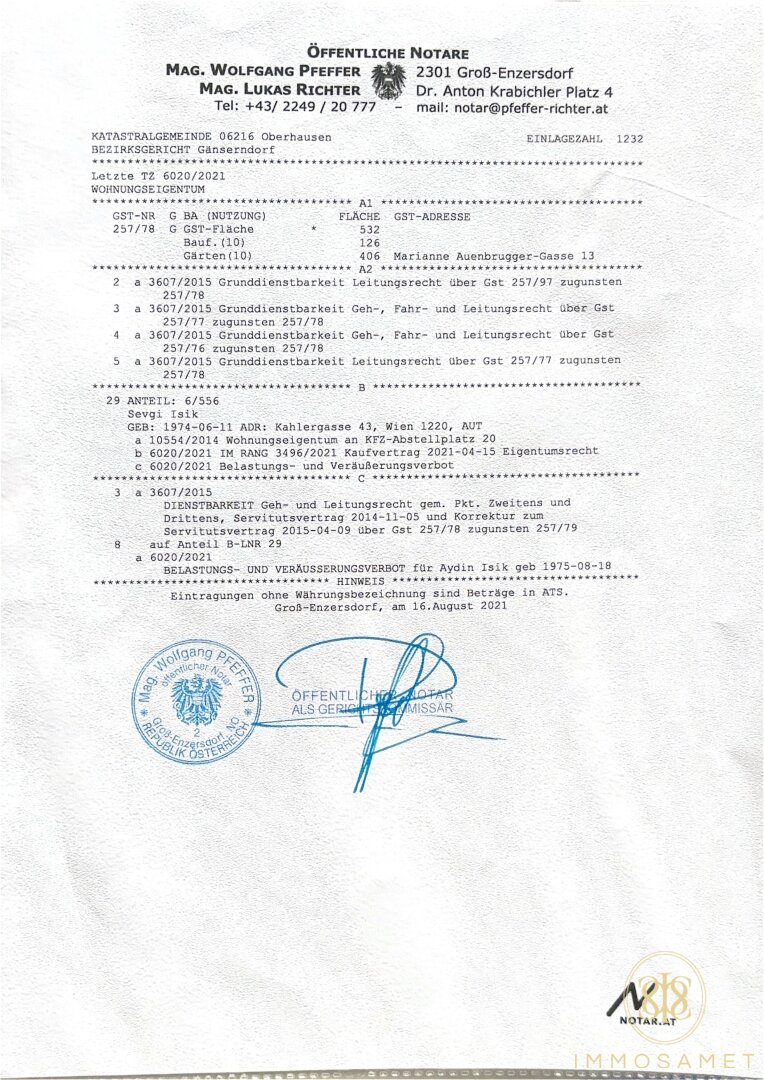 ÖFFENTLICHE NOTARE
MAG. WOLFGANG PFEFFER 2301 Groß-Enzersdorf
MAG. LUKAS RICHTER Dr. Anton Krabichler Platz 4
Tel: +43/ 2249 / 20 777 – mail: notar@pfeffer-richter.at
KATASTRALGEMEINDE 06216 Oberhausen EINLAGEZAHL 1232
BEZIRKSGERICHT Gänserndorf
Letzte TZ 6020/2021
WOHNUNGSEIGENTUM
A1
GST-NR G BA (NUTZUNG) FLÄCHE GST-ADRESSE
257/78 G GST-Fläche * 532
Bauf.(10) 126
Gärten(10) 406 Marianne Auenbrugger-Gasse 13
A2
2 a 3607/2015 Grunddienstbarkeit Leitungsrecht über Gst 257/97 zugunsten
257/78
3 a 3607/2015 Grunddienstbarkeit Geh-, Fahr- und Leitungsrecht über Gst
257/77 zugunsten 257/78
4 a 3607/2015 Grunddienstbarkeit Geh-, Fahr- und Leitungsrecht über Gst
257/76 zugunsten 257/78
5 a 3607/2015 Grunddienstbarkeit Leitungsrecht über Gst 257/77 zugunsten
257/78
B
29 ANTEIL: 6/556
Sevgi Isik
GEB: 1974-06-11 ADR: Kahlergasse 43, Wien 1220, AUT
a 10554/2014 Wohnungseigentum an KFZ-Abstellplatz 20
b 6020/2021 IM RANG 3496/2021 Kaufvertrag 2021-04-15 Eigentumsrecht
c 6020/2021 Belastungs- und Veräußerungsverbot
C
3 a 3607/2015
DIENSTBARKEIT Geh- und Leitungsrecht gem. Pkt. Zweitens und
Drittens, Servitutsvertrag 2014-11-05 und Korrektur zum
Servitutsvertrag 2015-04-09 über Gst 257/78 zugunsten 257/79
8 auf Anteil B-LNR 29
a 6020/2021
BELASTUNGS- UND VERÄUSSERUNGSVERBOT für Aydin Isik geb 1975-08-18
HINWEIS
Eintragungen ohne Währungsbezeichnung sind Beträge in ATS.
Groß-Enzersdorf, am 16.August 2021
Mag. Wolfgang PFEFFER
öffentlicher Notar
2
Groß-Enzersdorf, NÖ
REPUBLIK ÖSTERREICH
ÖFFENTLICHER NOTAR
ALS GERICHTSKOMMISSÄR
NOTAR.AT
IMMOSAMET